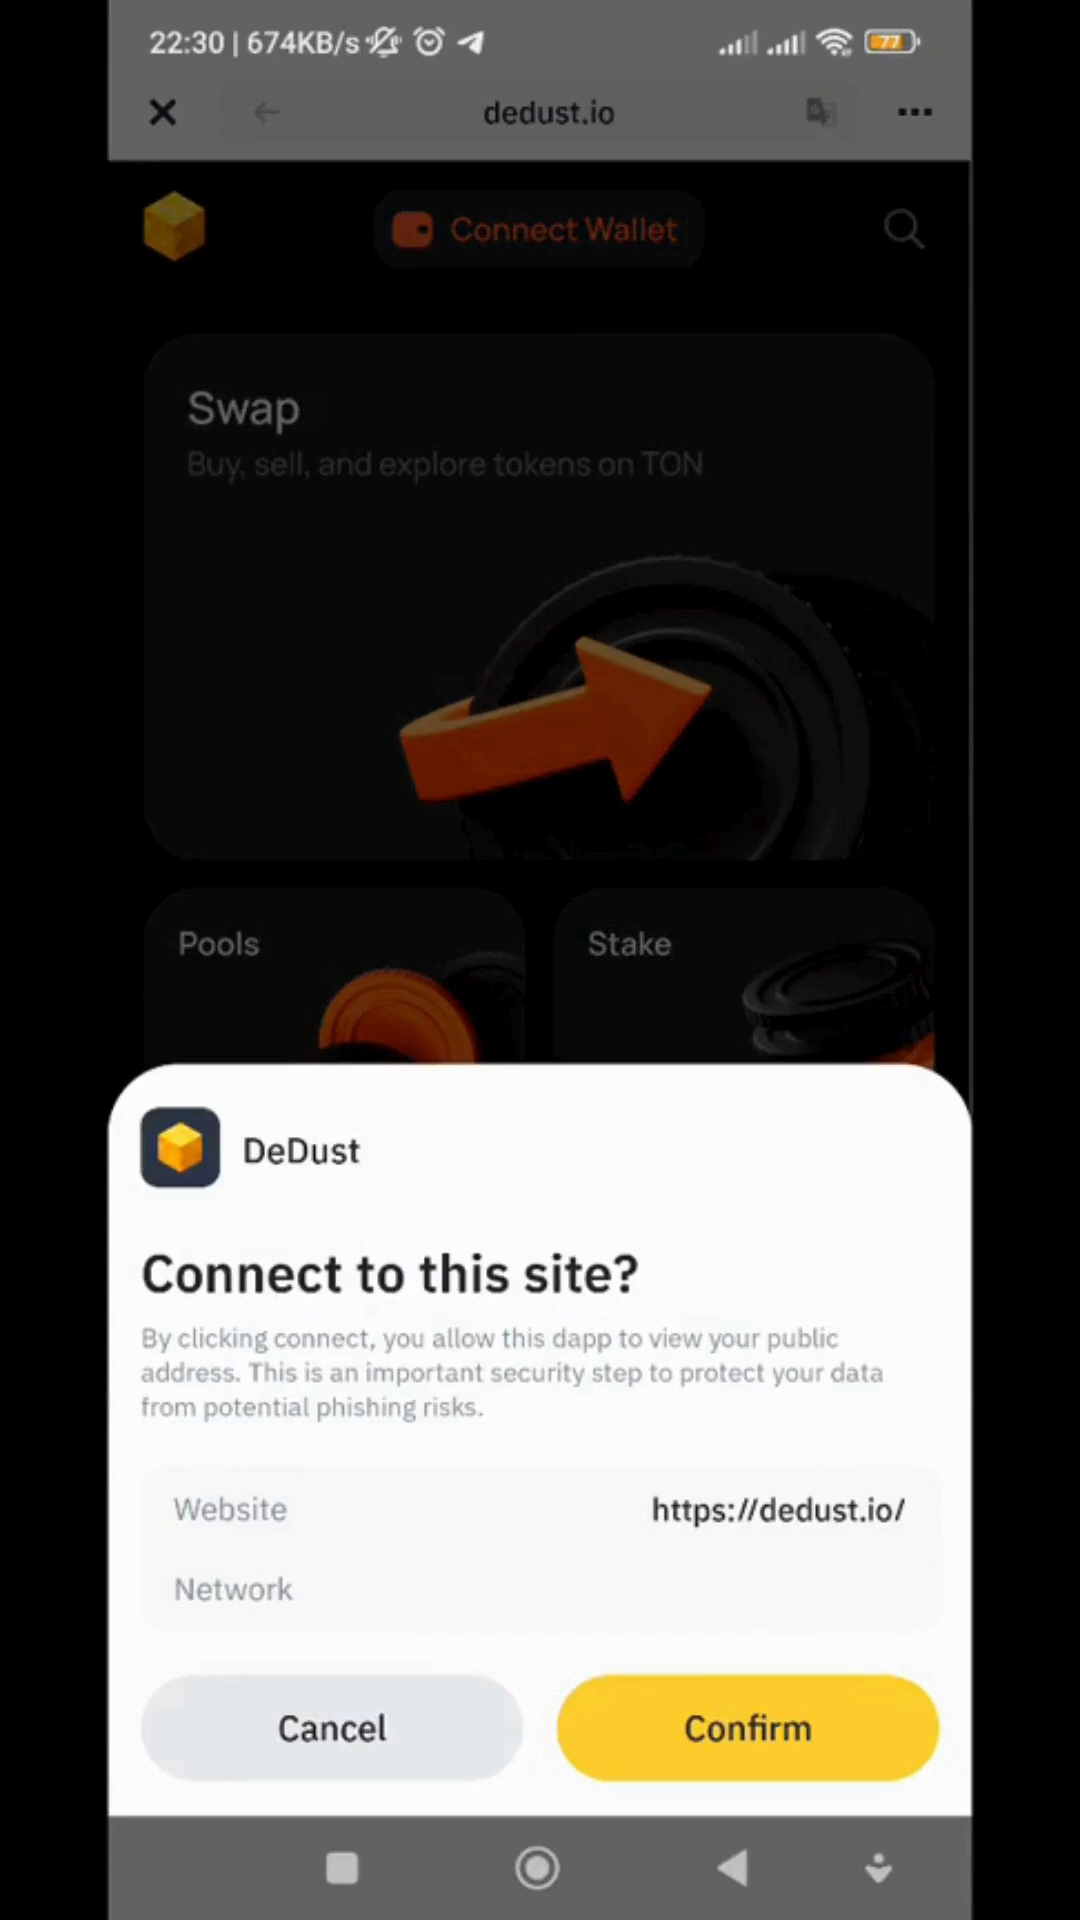 22:30 | 674KB/s
77
dedust.io
Connect Wallet
Swap
Buy, sell, and explore tokens on TON
Pools
Stake
DeDust
Connect to this site?
By clicking connect, you allow this dapp to view your public
address. This is an important security step to protect your data
from potential phishing risks.
Website https://dedust.io/
Network
Cancel Confirm